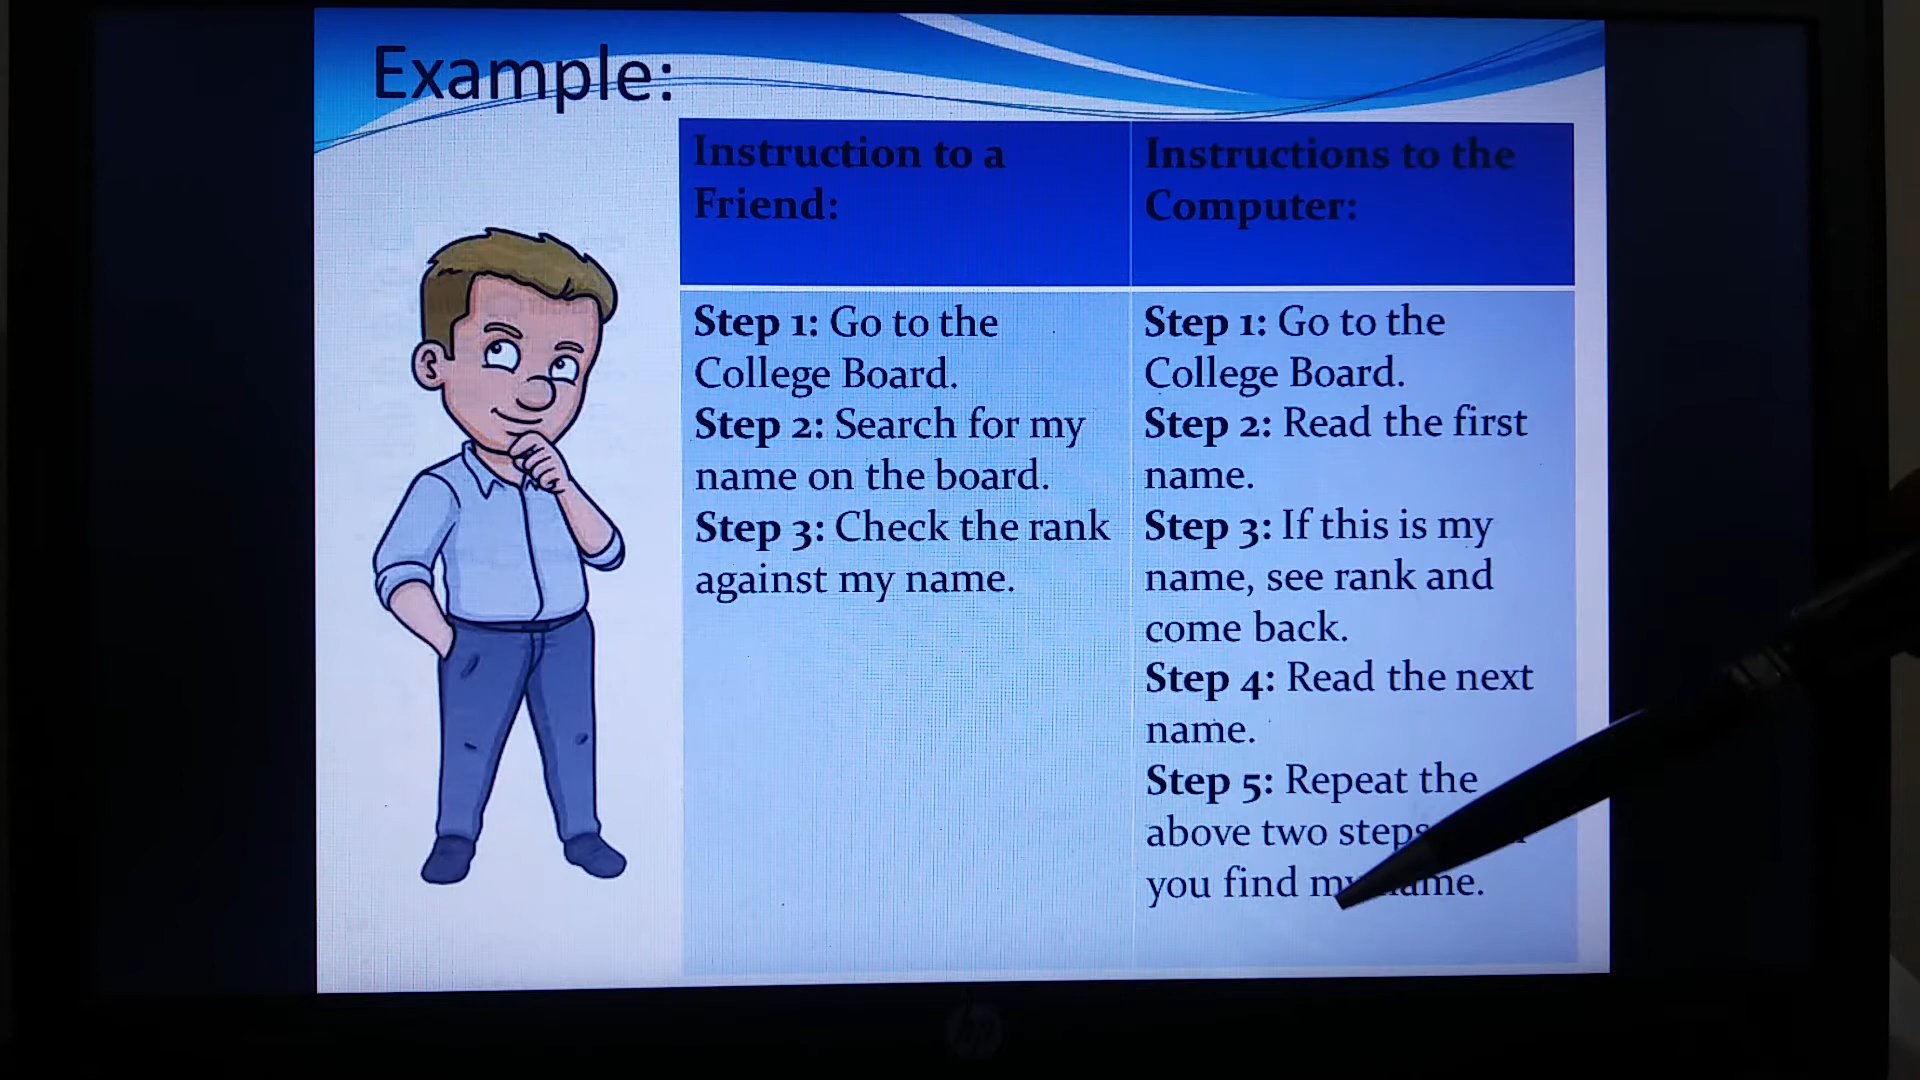 Example:
Instruction to a
Friend:
Instructions to the
Computer:
Step 1: Go to the
College Board.
Step 2: Search for my
name on the board.
Step 3: Check the rank
against my name.
Step 1: Go to the
College Board.
Step 2: Read the first
name.
Step 3: If this is my
name, see rank and
come back.
Step 4: Read the next
name.
Step 5: Repeat the
above two steps
you find my name.
hp